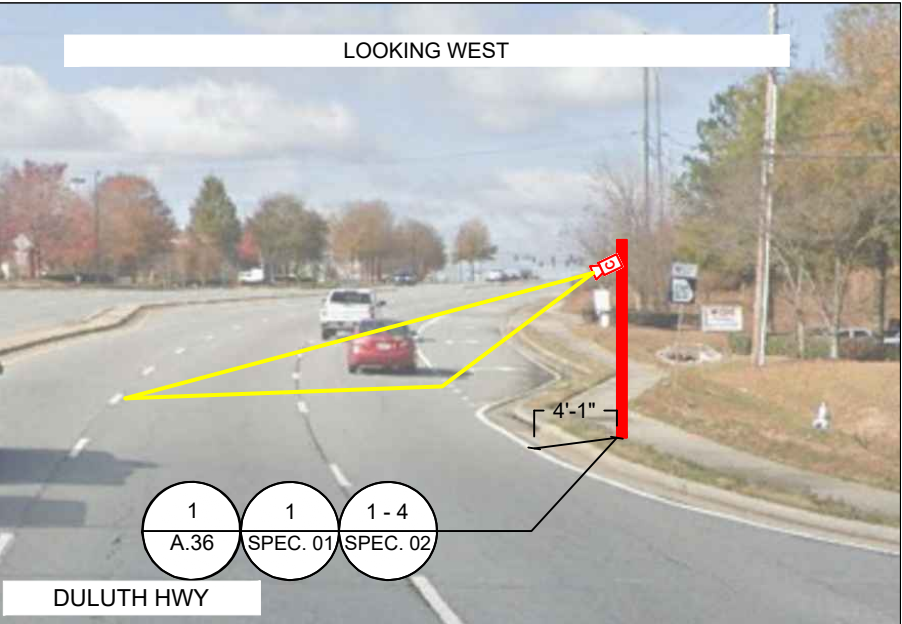 LOOKING WEST
4'-1"
1
A.36
1
SPEC. 01
1 - 4
SPEC. 02
DULUTH HWY